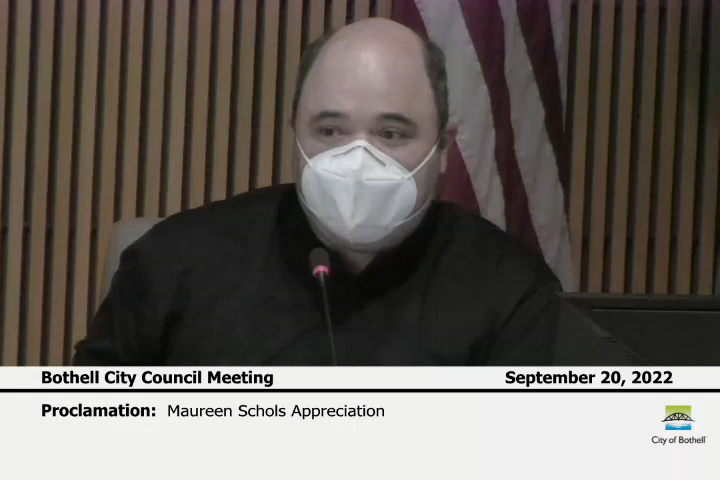 Bothell City Council Meeting September 20, 2022
Proclamation: Maureen Schols Appreciation
City of Bothell